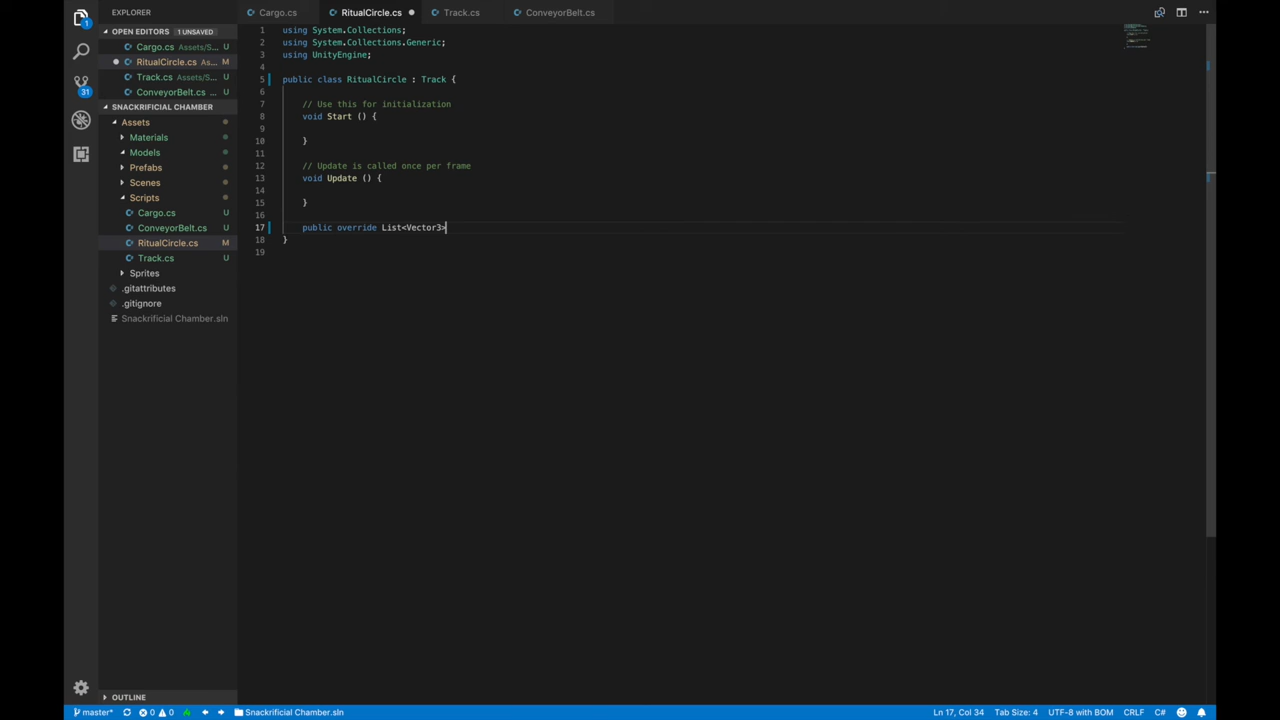 EXPLORER
Cargo.cs
RitualCircle.cs
Track.cs
ConveyorBelt.cs
1
OPEN EDITORS 1 UNSAVED
Cargo.cs Assets/S... U
RitualCircle.cs As... M
Track.cs Assets/S... U
ConveyorBelt.cs ... U
31
SNACKRIFICIAL CHAMBER
Assets
Materials
Models
Prefabs
Scenes
Scripts
Cargo.cs U
ConveyorBelt.cs U
RitualCircle.cs M
Track.cs U
Sprites
.gitattributes
.gitignore
Snackrificial Chamber.sln
OUTLINE
1 using System.Collections;
2 using System.Collections.Generic;
3 using UnityEngine;
4
5 public class RitualCircle : Track {
6
7 // Use this for initialization
8 void Start () {
9
10 }
11
12 // Update is called once per frame
13 void Update () {
14
15 }
16
17 public override List<Vector3>
18 }
19
master* 0 0 Snackrificial Chamber.sln Ln 17, Col 34 Tab Size: 4 UTF-8 with BOM CRLF C#